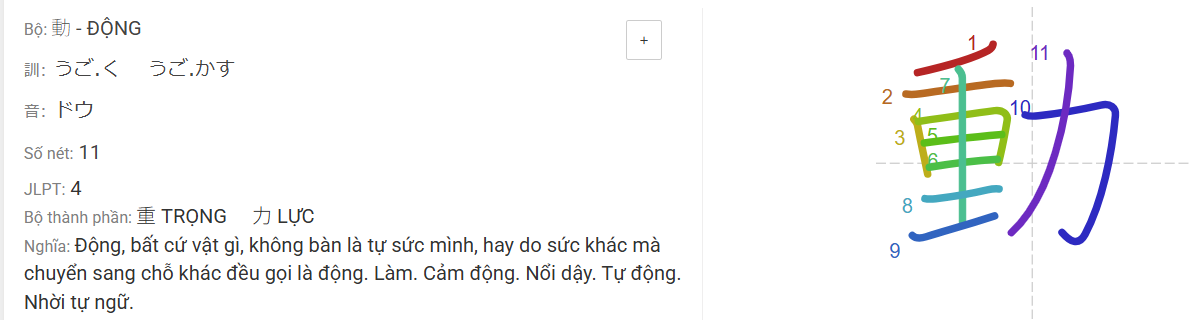 Bộ: 動 - ĐỘNG
+
訓: うご.く うご.かす
音: ドウ
Số nét: 11
JLPT: 4
Bộ thành phần: 重 TRỌNG 力 LỰC
Nghĩa: Động, bất cứ vật gì, không bàn là tự sức mình, hay do sức khác mà
chuyển sang chỗ khác đều gọi là động. Làm. Cảm động. Nổi dậy. Tự động.
Nhời tự ngữ.
動
1
2
3
4
5
6
7
8
9
10
11